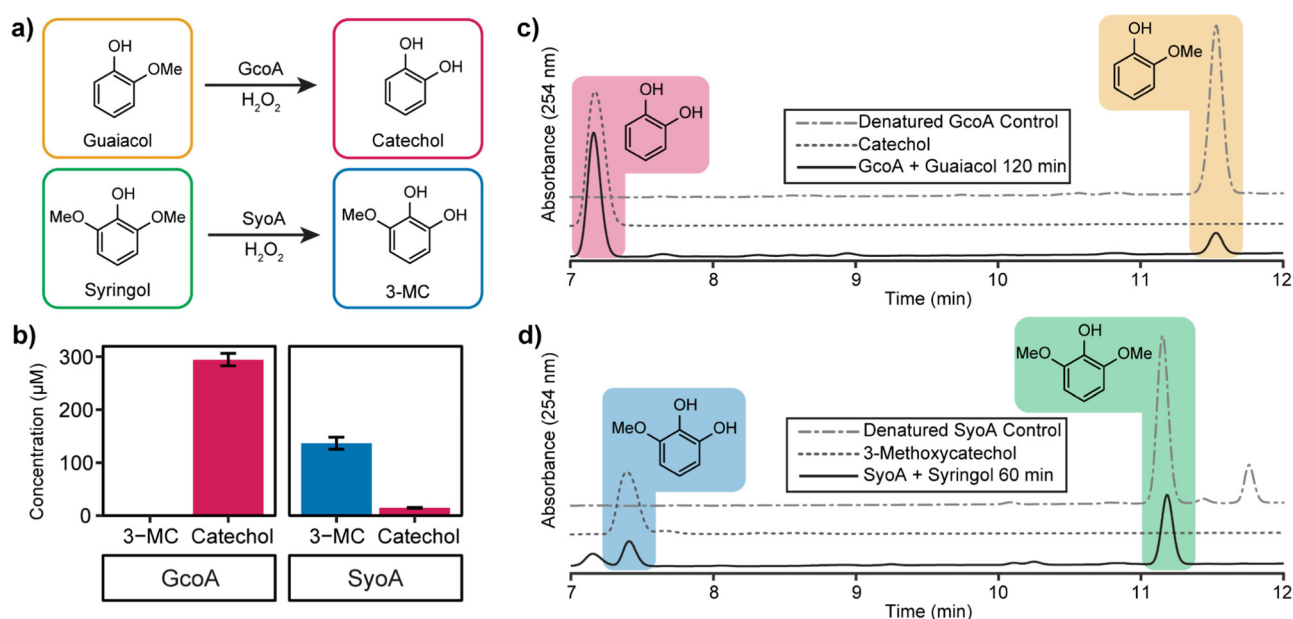 a)
OH
OMe
Guaiacol
GcoA
H₂O₂
OH
OH
Catechol
OH
MeO
OMe
Syringol
SyoA
H₂O₂
OH
MeO
OH
3-MC
b)
Concentration (µM)
300
200
100
0
3−MC Catechol
GcoA
3−MC Catechol
SyoA
c)
Absorbance (254 nm)
OH
OH
Denatured GcoA Control
Catechol
GcoA + Guaiacol 120 min
OH
OMe
7 8 9 10 11 12
Time (min)
d)
Absorbance (254 nm)
OH
MeO
OH
Denatured SyoA Control
3-Methoxycatechol
SyoA + Syringol 60 min
OH
MeO
OMe
7 8 9 10 11 12
Time (min)